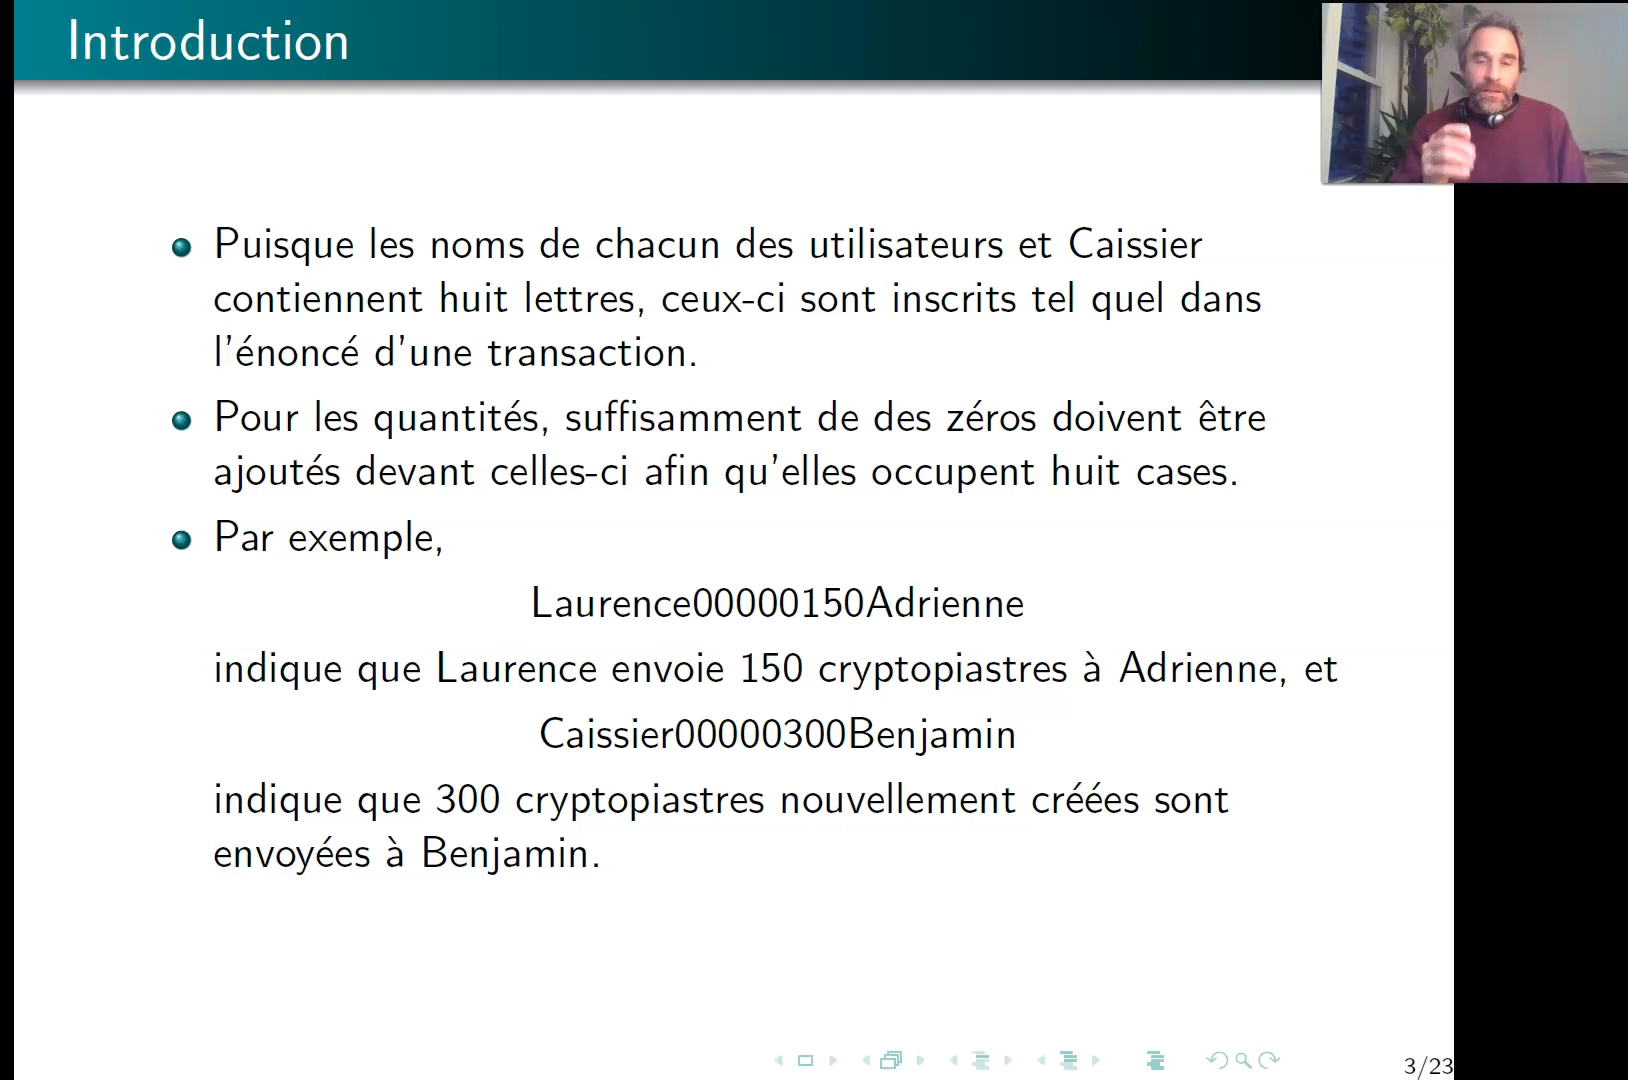 Introduction
Puisque les noms de chacun des utilisateurs et Caissier
contiennent huit lettres, ceux-ci sont inscrits tel quel dans
l'énoncé d'une transaction.
Pour les quantités, suffisamment de des zéros doivent être
ajoutés devant celles-ci afin qu'elles occupent huit cases.
Par exemple,
Laurence00000150Adrienne
indique que Laurence envoie 150 cryptopiastres à Adrienne, et
Caissier00000300Benjamin
indique que 300 cryptopiastres nouvellement créées sont
envoyées à Benjamin.
3/23